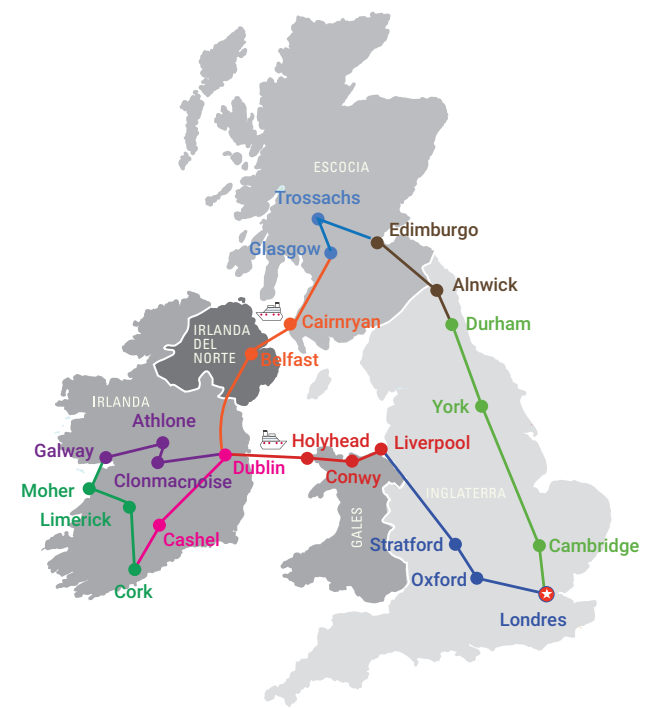 ESCOCIA
Trossachs
Edimburgo
Glasgow
Alnwick
Cairnryan
Durham
IRLANDA
DEL
NORTE
Belfast
IRLANDA
York
Athlone
Holyhead
Liverpool
Galway
Dublin
Clonmacnoise
Conwy
Moher
INGLATERRA
Limerick
GALES
Cashel
Stratford
Cambridge
Oxford
Cork
Londres